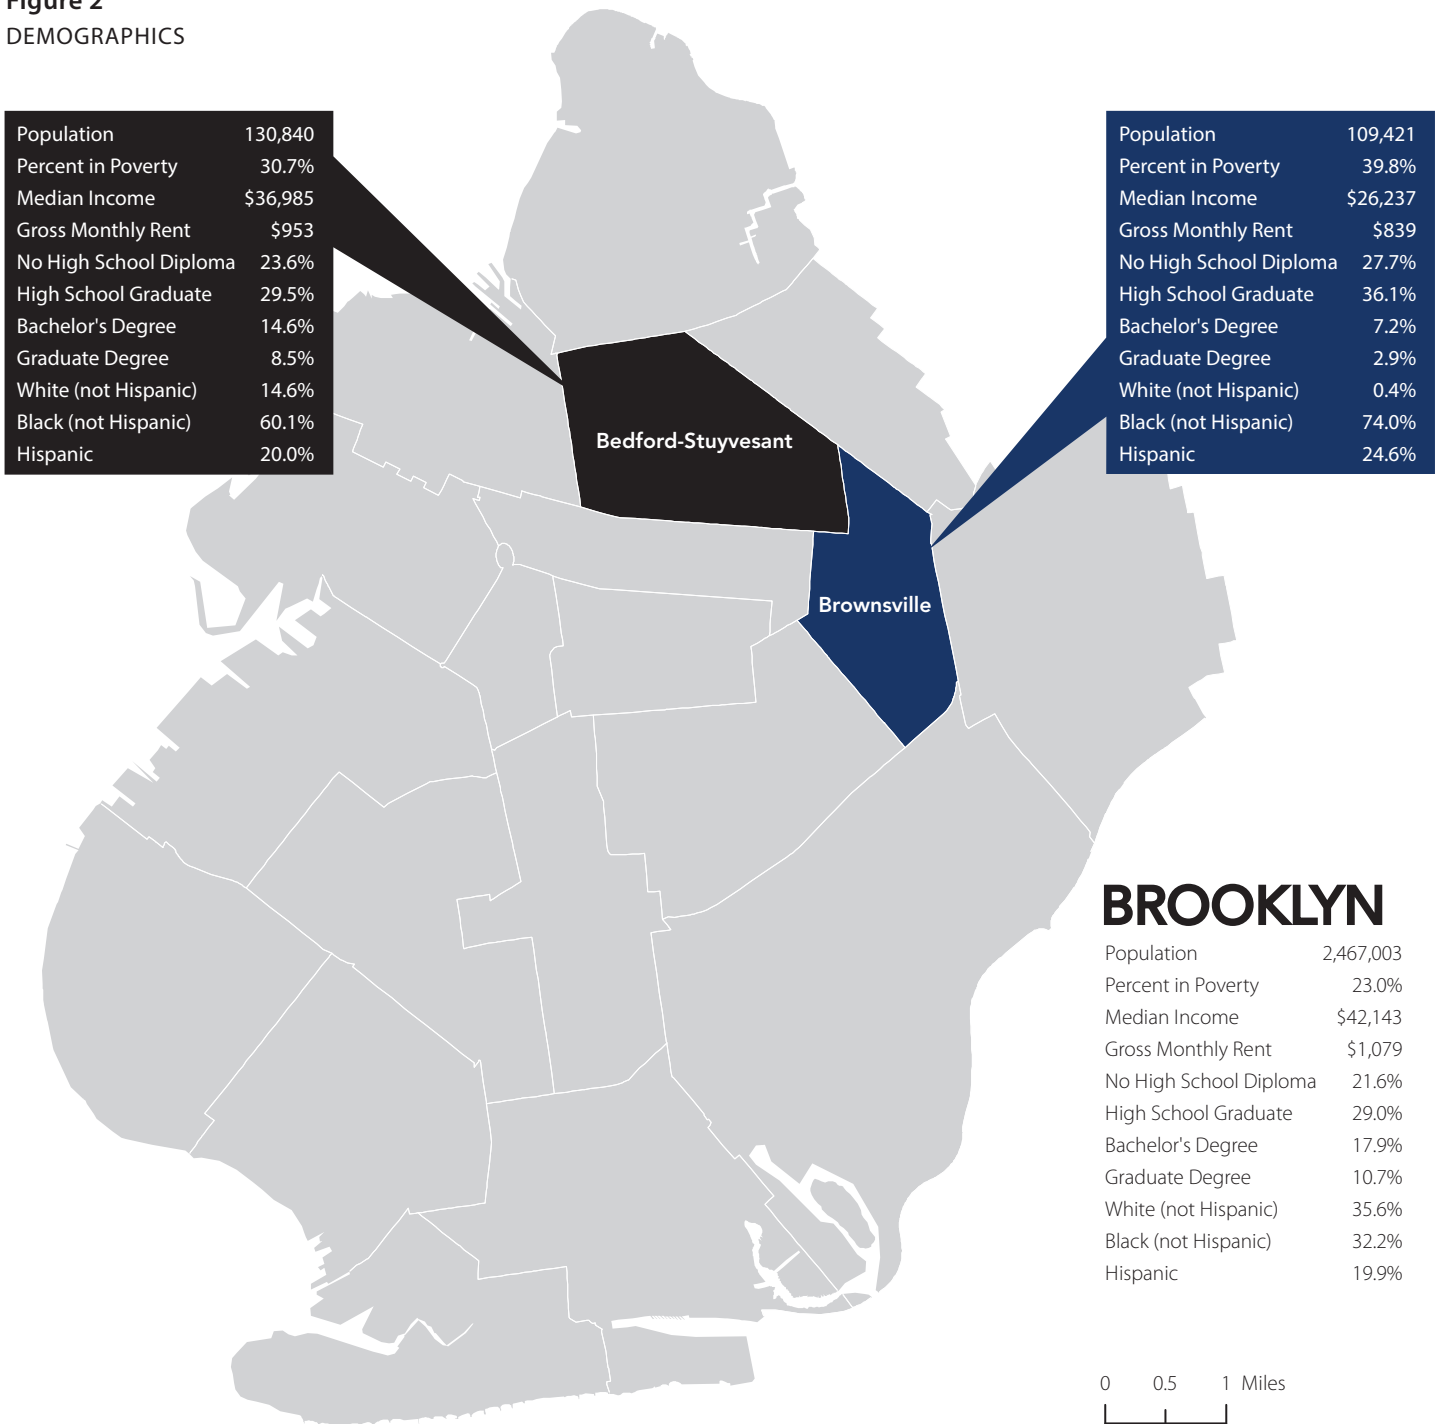 Figure 2
DEMOGRAPHICS
Population 130,840
Percent in Poverty 30.7%
Median Income $36,985
Gross Monthly Rent $953
No High School Diploma 23.6%
High School Graduate 29.5%
Bachelor's Degree 14.6%
Graduate Degree 8.5%
White (not Hispanic) 14.6%
Black (not Hispanic) 60.1%
Hispanic 20.0%
Population 109,421
Percent in Poverty 39.8%
Median Income $26,237
Gross Monthly Rent $839
No High School Diploma 27.7%
High School Graduate 36.1%
Bachelor's Degree 7.2%
Graduate Degree 2.9%
White (not Hispanic) 0.4%
Black (not Hispanic) 74.0%
Hispanic 24.6%
Bedford-Stuyvesant
Brownsville
BROOKLYN
Population 2,467,003
Percent in Poverty 23.0%
Median Income $42,143
Gross Monthly Rent $1,079
No High School Diploma 21.6%
High School Graduate 29.0%
Bachelor's Degree 17.9%
Graduate Degree 10.7%
White (not Hispanic) 35.6%
Black (not Hispanic) 32.2%
Hispanic 19.9%
0 0.5 1 Miles